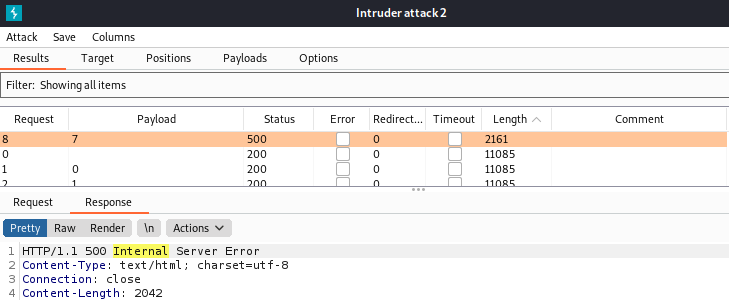 Intruder attack 2
Attack Save Columns
Results Target Positions Payloads Options
Filter: Showing all items
Request Payload Status Error Redirect... Timeout Length Comment
8 7 500 0 2161
0 200 0 11085
1 0 200 0 11085
2 1 200 0 11085
Request Response
Pretty Raw Render \n Actions
1 HTTP/1.1 500 Internal Server Error
2 Content-Type: text/html; charset=utf-8
3 Connection: close
4 Content-Length: 2042